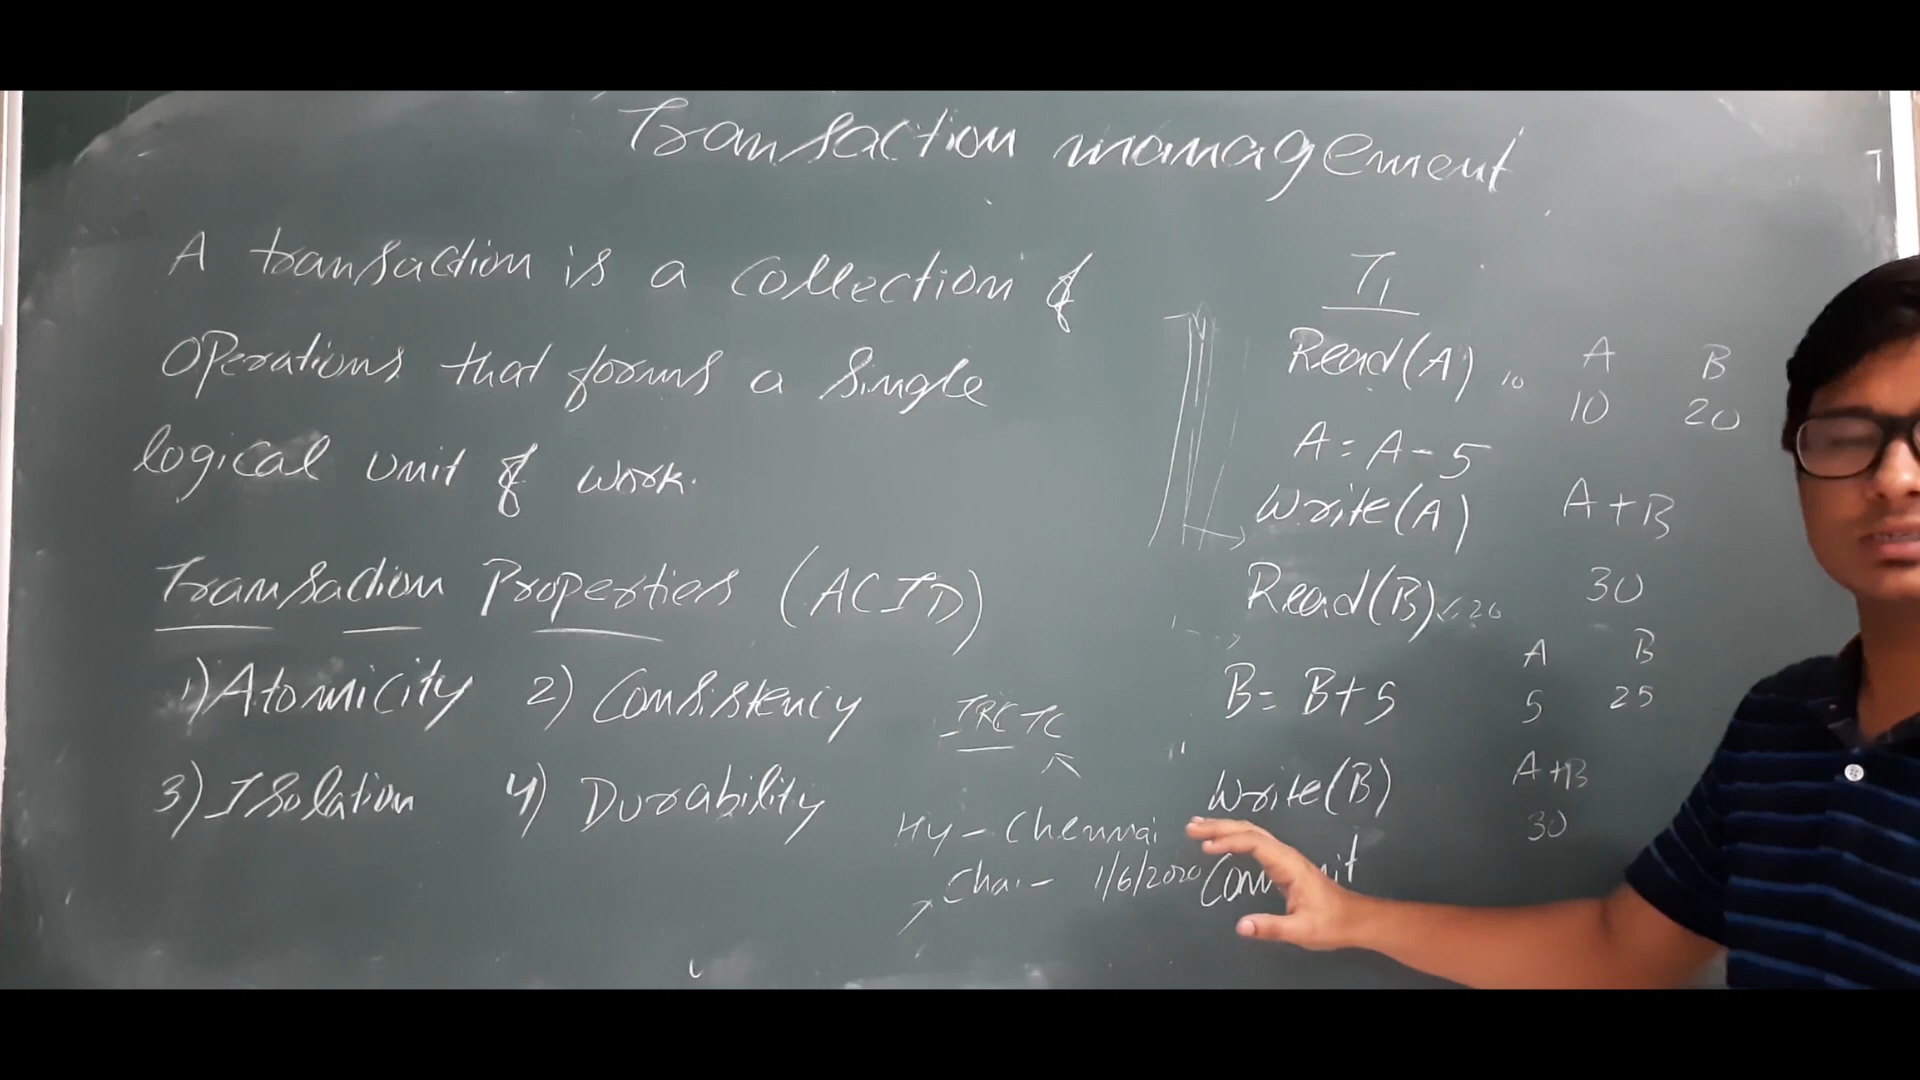 Transaction management
A transaction is a collection of
operations that forms a single
logical unit of work.
Transaction Properties (ACID)
1) Atomicity 2) Consistency
3) Isolation 4) Durability
IRCTC
Hy - Chennai
1/6/2020
T1
Read(A) 10
A = A - 5
Write(A)
Read(B) 20
B = B + 5
Write(B)
Commit
A B
10 20
A + B
30
A B
5 25
A + B
30